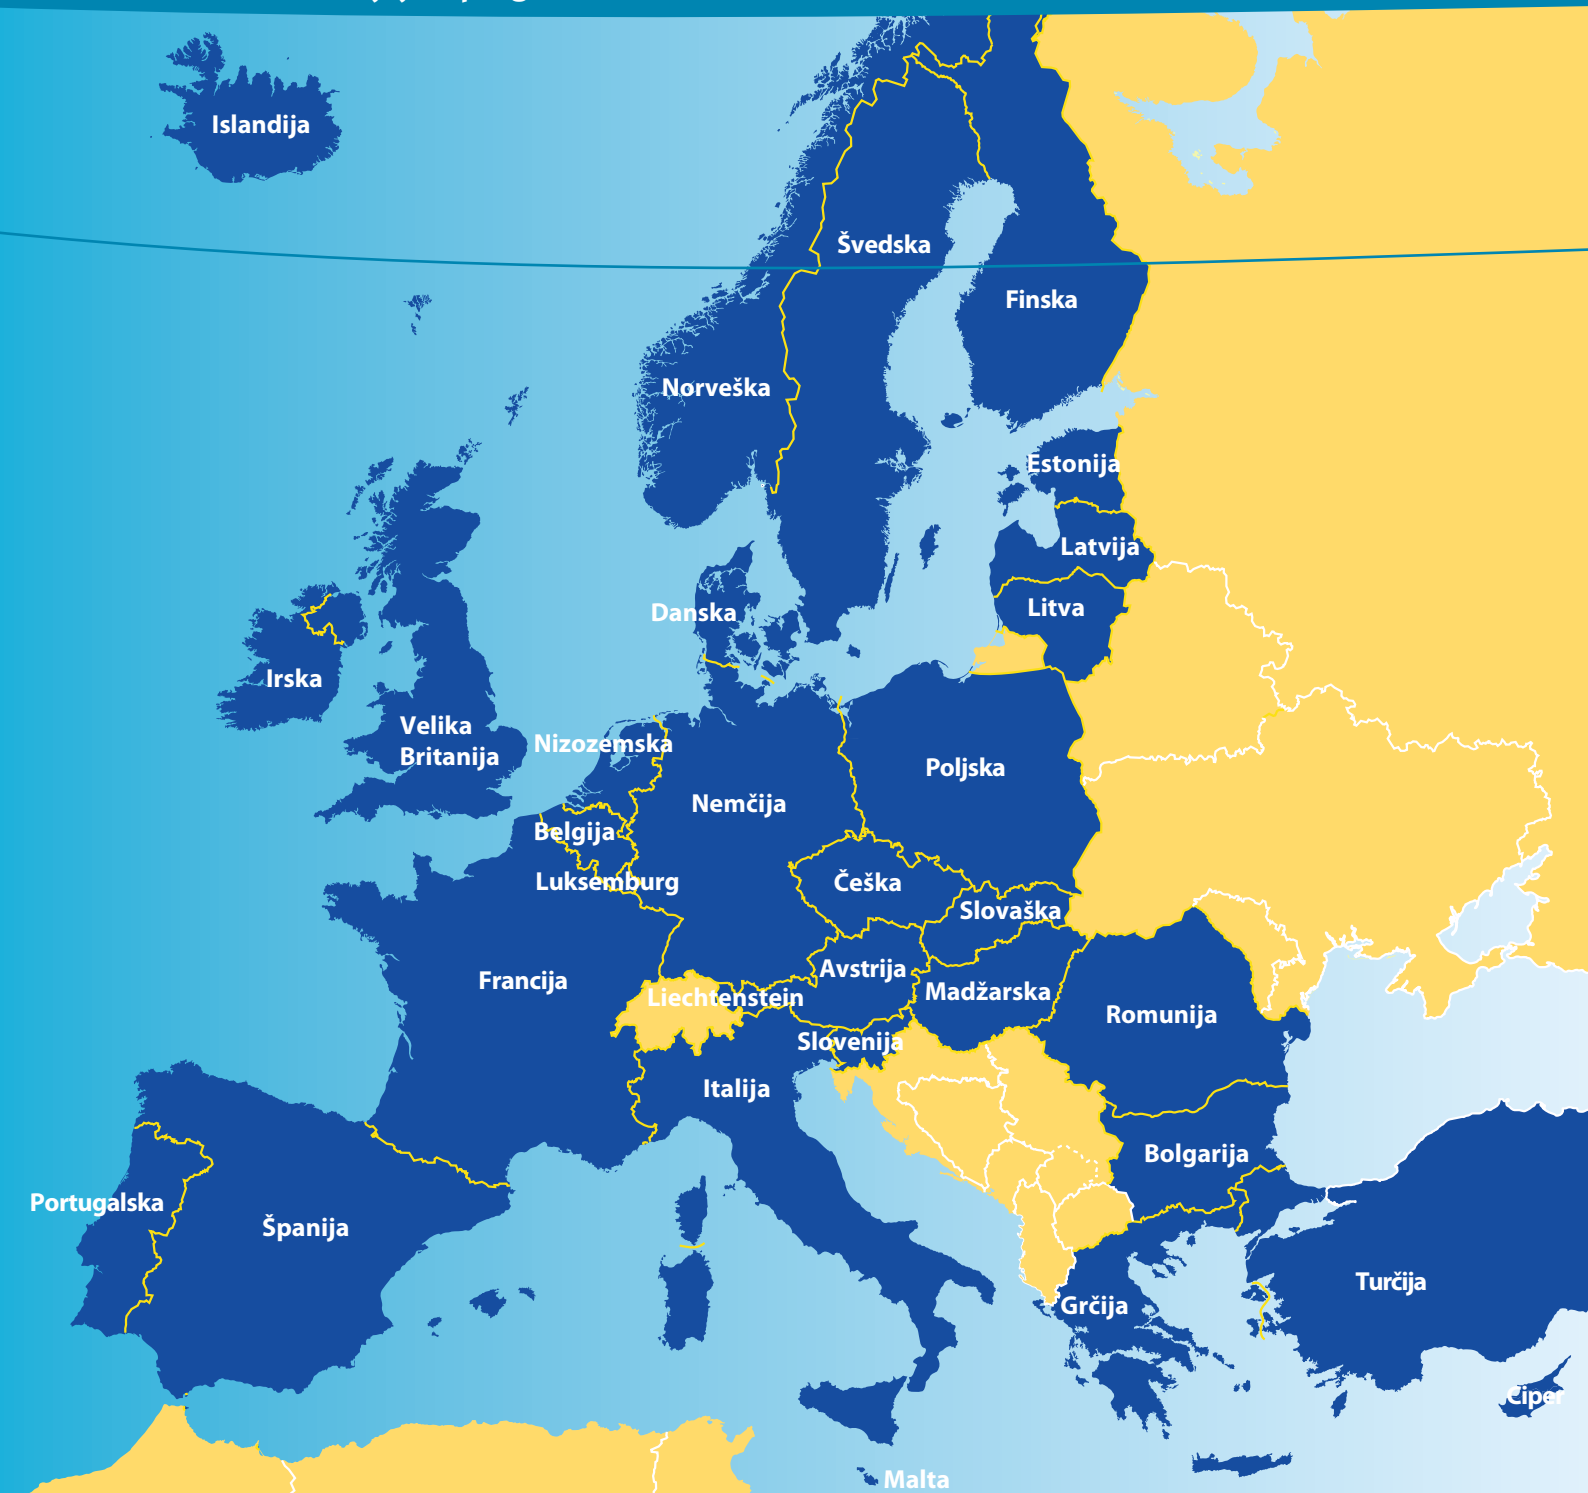 Islandija
Švedska
Finska
Norveška
Estonija
Latvija
Danska
Litva
Irska
Velika
Britanija
Nizozemska
Poljska
Nemčija
Belgija
Luksemburg
Češka
Slovaška
Francija
Avstrija
Liechtenstein
Madžarska
Romunija
Slovenija
Italija
Bolgarija
Portugalska
Španija
Turčija
Grčija
Ciper
Malta